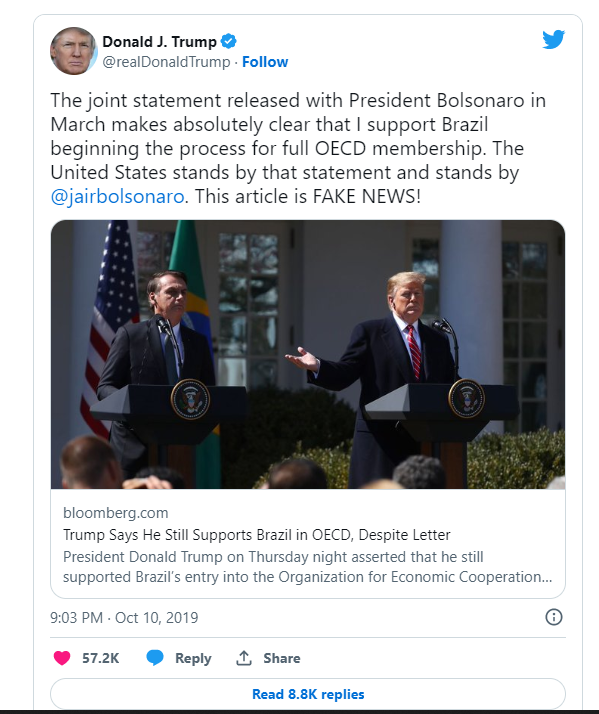 Donald J. Trump
@realDonaldTrump · Follow
The joint statement released with President Bolsonaro in
March makes absolutely clear that I support Brazil
beginning the process for full OECD membership. The
United States stands by that statement and stands by
@jairbolsonaro. This article is FAKE NEWS!
bloomberg.com
Trump Says He Still Supports Brazil in OECD, Despite Letter
President Donald Trump on Thursday night asserted that he still
supported Brazil’s entry into the Organization for Economic Cooperation...
9:03 PM · Oct 10, 2019
57.2K Reply Share
Read 8.8K replies